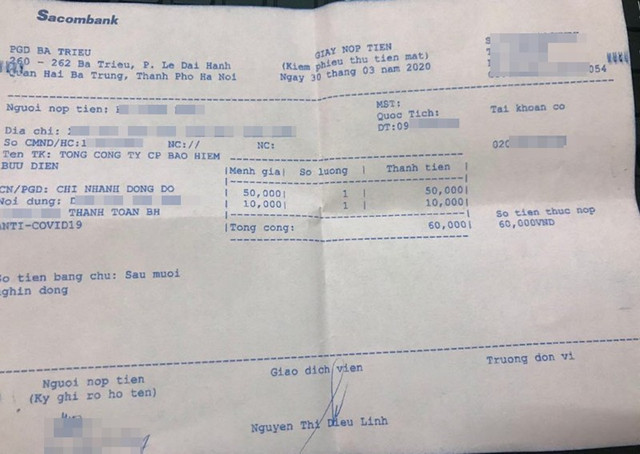 Sacombank
PGD BA TRIEU
260 - 262 Ba Trieu, P. Le Dai Hanh
Quan Hai Ba Trung, Thanh Pho Ha Noi
GIAY NOP TIEN
(Kiem phieu thu tien mat)
Ngay 30 thang 03 nam 2020
054
Nguoi nop tien:
Dia chi:
So CMND/HC:1 NC:// NC:
Ten TK: TONG CONG TY CP BAO HIEM
BUU DIEN
MST:
Quoc Tich:
DT:09
Tai khoan co
020
CN/PGD: CHI NHANH DONG DO
Noi dung:
THANH TOAN BH
ANTI-COVID19
|Menh gia| So luong | Thanh tien
50,000| 1 | 50,000|
10,000| 1 | 10,000|
|Tong cong: 60,000|
So tien thuc nop
60,000VND
So tien bang chu: Sau muoi
nghin dong
Nguoi nop tien
(Ky ghi ro ho ten)
Giao dich vien
Truong don vi
Nguyen Thi Dieu Linh